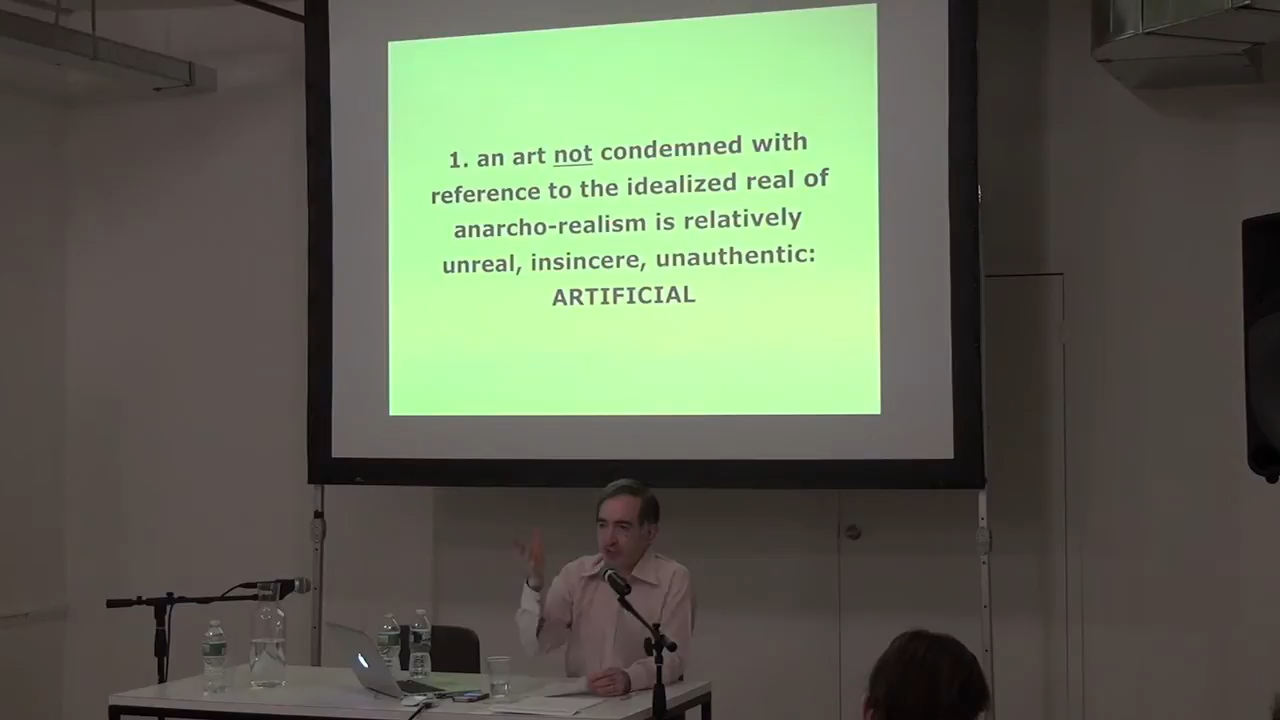 1. an art not condemned with
reference to the idealized real of
anarcho-realism is relatively
unreal, insincere, unauthentic:
ARTIFICIAL